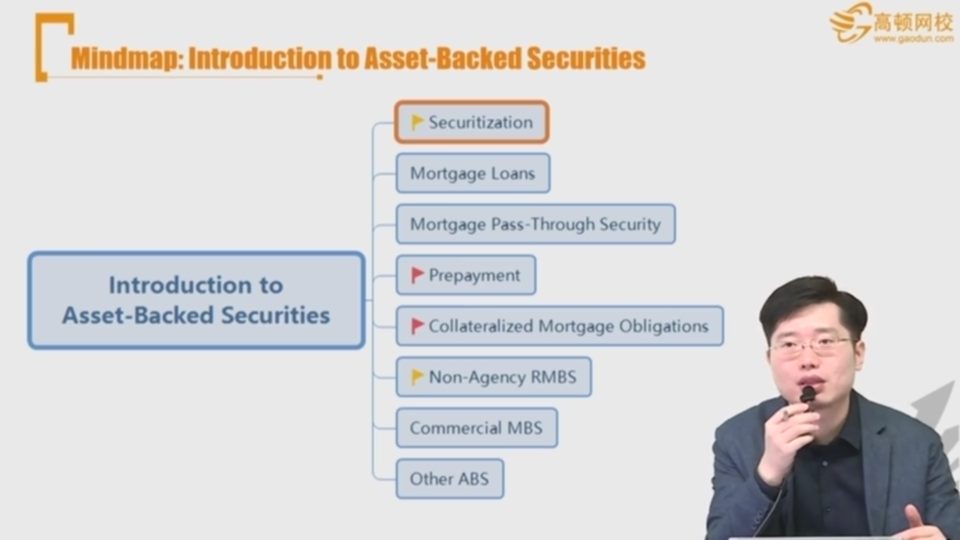 高顿网校
www.gaodun.com
Mindmap: Introduction to Asset-Backed Securities
Securitization
Mortgage Loans
Mortgage Pass-Through Security
Prepayment
Introduction to
Asset-Backed Securities
Collateralized Mortgage Obligations
Non-Agency RMBS
Commercial MBS
Other ABS